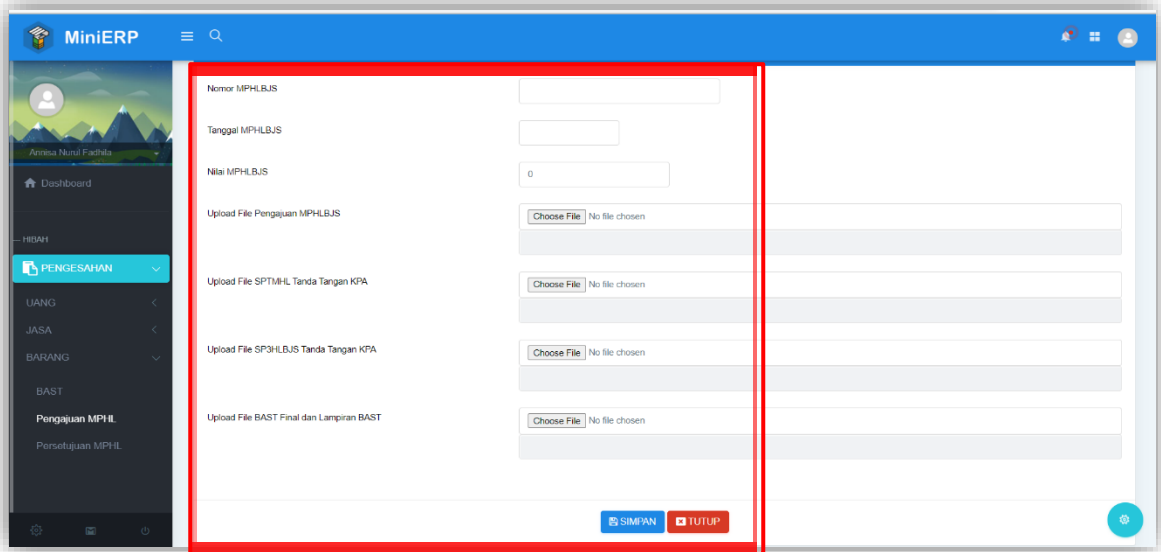 MiniERP
Annisa Nurul Fadhila
Dashboard
HIBAH
PENGESAHAN
UANG
JASA
BARANG
BAST
Pengajuan MPHL
Persetujuan MPHL
Nomor MPHLBJS
Tanggal MPHLBJS
Nilai MPHLBJS
0
Upload File Pengajuan MPHLBJS
Choose File No file chosen
Upload File SPTMHL Tanda Tangan KPA
Choose File No file chosen
Upload File SP3HLBJS Tanda Tangan KPA
Choose File No file chosen
Upload File BAST Final dan Lampiran BAST
Choose File No file chosen
SIMPAN
TUTUP